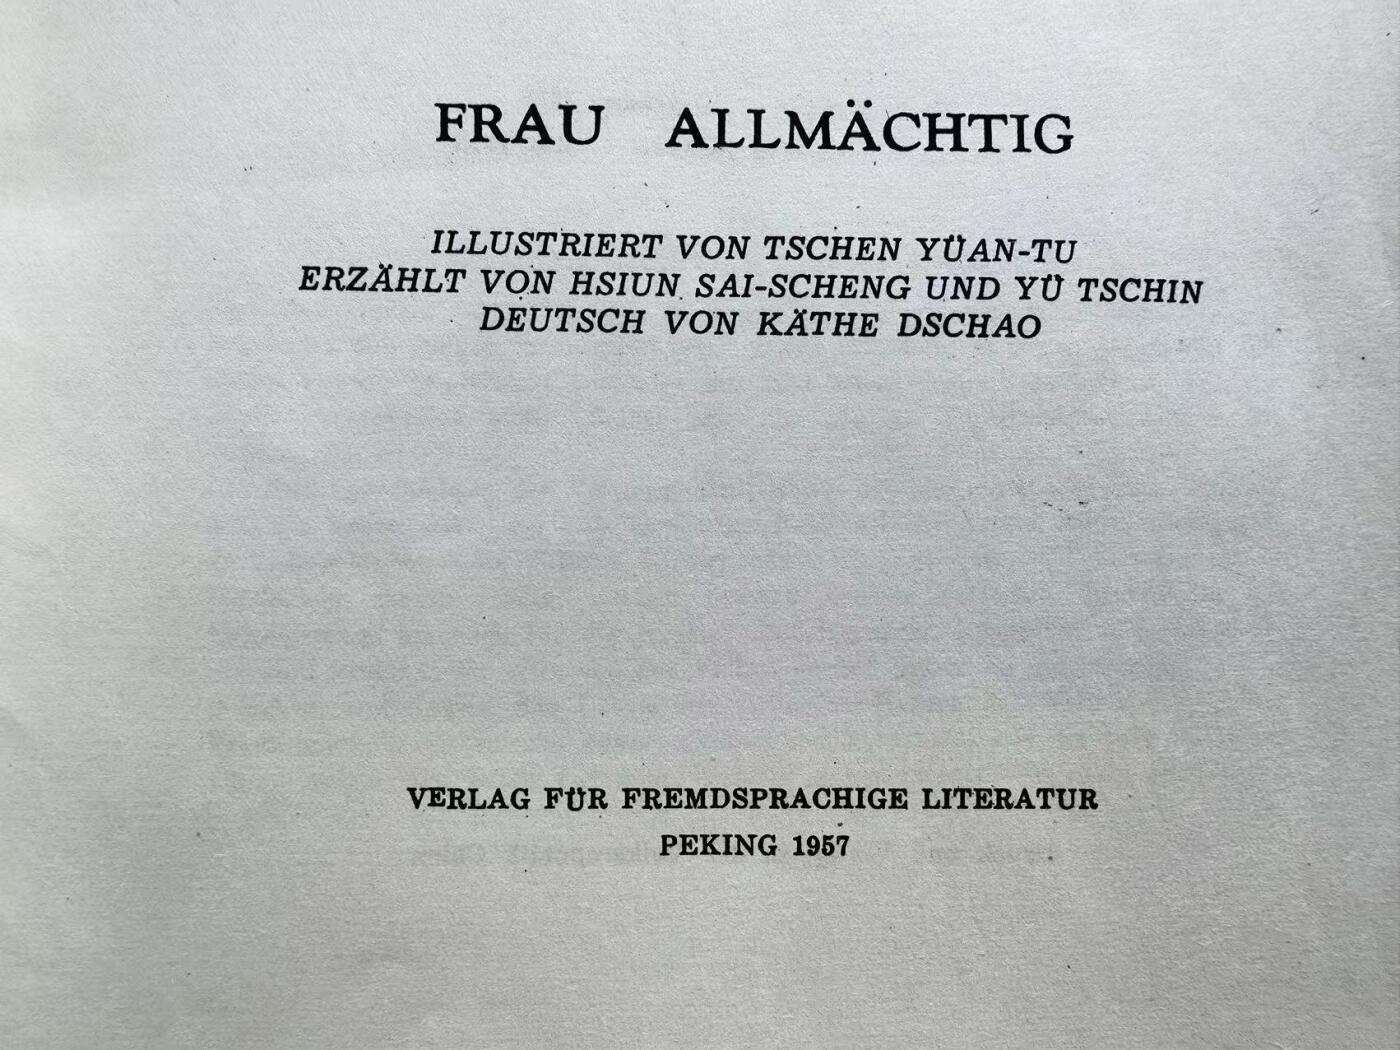 FRAU ALLMÄCHTIG
ILLUSTRIERT VON TSCHEN YÜAN-TU
ERZÄHLT VON HSIUN SAI-SCHENG UND YÜ TSCHIN
DEUTSCH VON KÄTHE DSCHAO
VERLAG FÜR FREMDSPRACHIGE LITERATUR
PEKING 1957